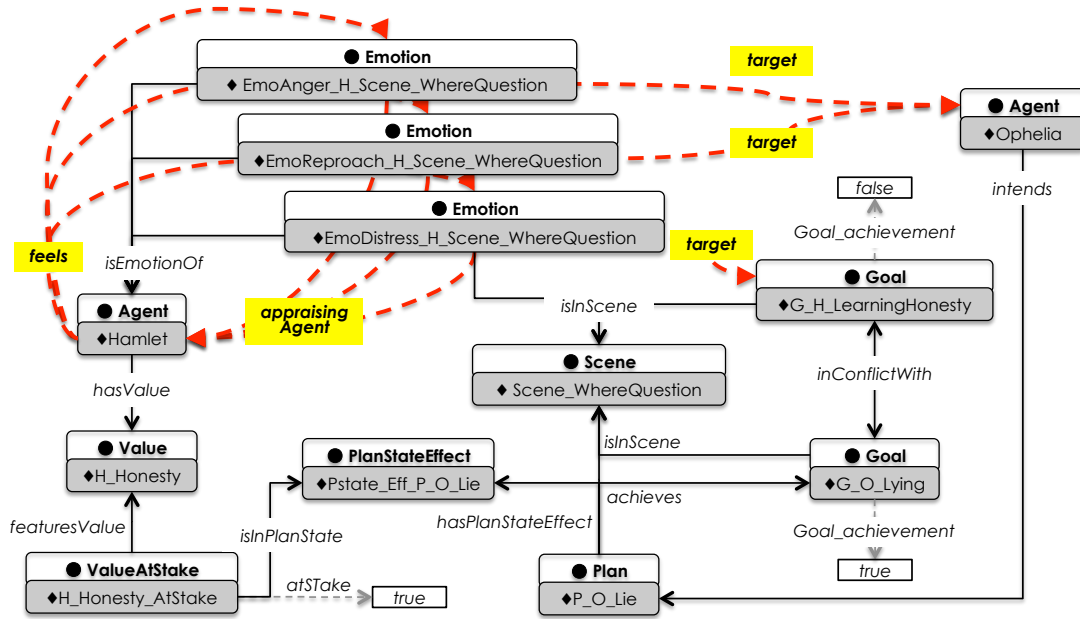 ● Emotion
♦ EmoAnger_H_Scene_WhereQuestion
target
● Agent
♦Ophelia
● Emotion
♦EmoReproach_H_Scene_WhereQuestion
target
intends
false
● Emotion
♦EmoDistress_H_Scene_WhereQuestion
Goal_achievement
feels
isEmotionOf
target
● Goal
♦G_H_LearningHonesty
● Agent
♦Hamlet
appraising
Agent
isInScene
● Scene
♦ Scene_WhereQuestion
inConflictWith
hasValue
● Value
♦H_Honesty
● PlanStateEffect
♦Pstate_Eff_P_O_Lie
isInScene
● Goal
♦G_O_Lying
achieves
hasPlanStateEffect
featuresValue
isInPlanState
Goal_achievement
● ValueAtStake
♦H_Honesty_AtStake
atSTake
true
● Plan
♦P_O_Lie
true